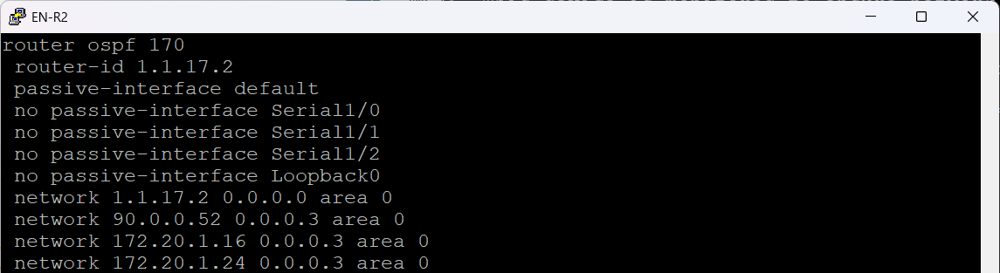 EN-R2
router ospf 170
router-id 1.1.17.2
passive-interface default
no passive-interface Serial1/0
no passive-interface Serial1/1
no passive-interface Serial1/2
no passive-interface Loopback0
network 1.1.17.2 0.0.0.0 area 0
network 90.0.0.52 0.0.0.3 area 0
network 172.20.1.16 0.0.0.3 area 0
network 172.20.1.24 0.0.0.3 area 0